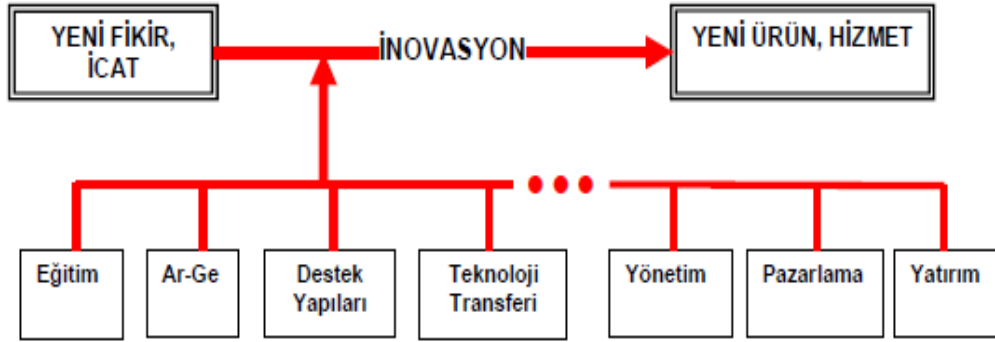 YENİ FİKİR,
İCAT
İNOVASYON
YENİ ÜRÜN, HİZMET
Eğitim
Ar-Ge
Destek
Yapıları
Teknoloji
Transferi
Yönetim
Pazarlama
Yatırım